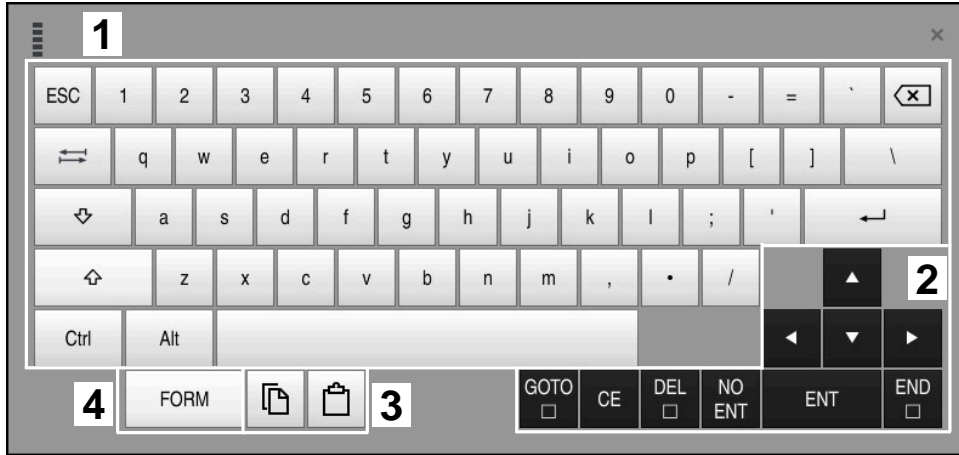 1 ×
ESC 1 2 3 4 5 6 7 8 9 0 - = `
q w e r t y u i o p [ ] \
a s d f g h j k l ; '
z x c v b n m , • / 2
Ctrl Alt
4 FORM 3 GOTO CE DEL NO ENT ENT END